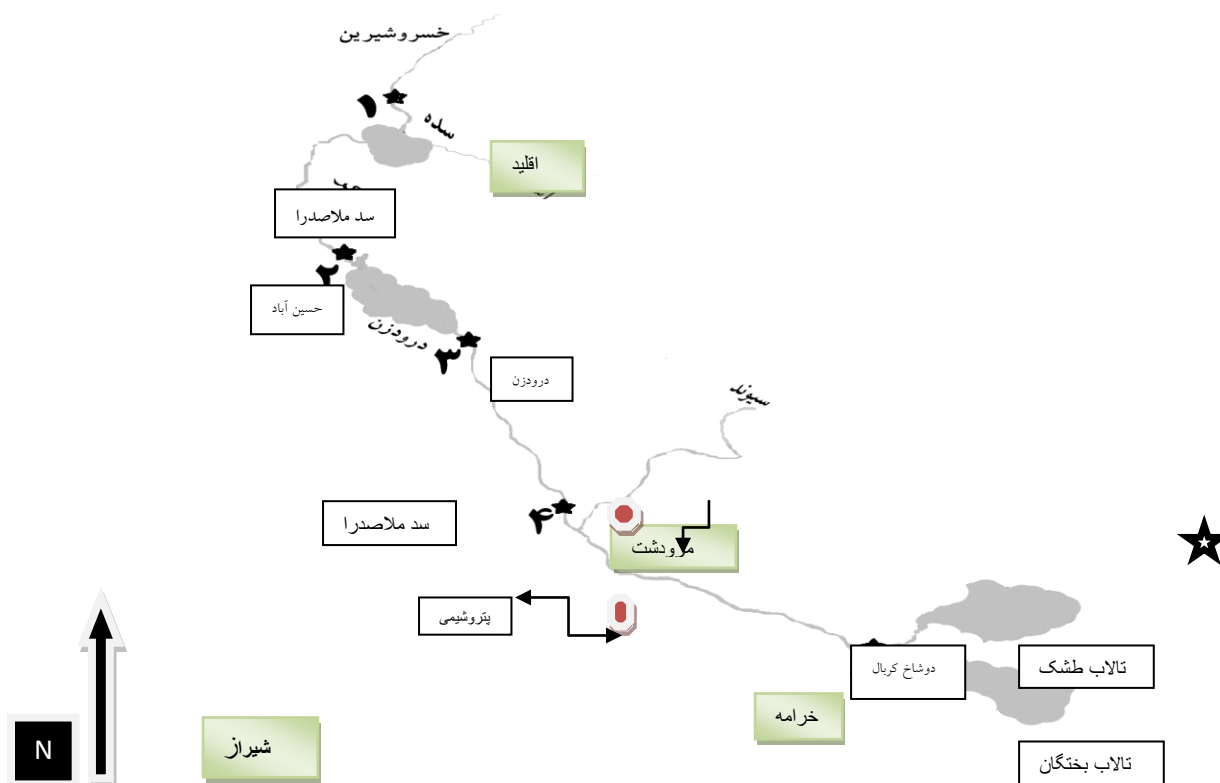 خسروشیرین
۱
سده
اقلید
سد ملاصدرا
۲
حسین آباد
درودزن
۳
درودزن
سیوند
سد ملاصدرا
۴
مرودشت
پتروشیمی
دوشاخ کربال
تالاب طشک
خرامه
شیراز
N
تالاب بختگان